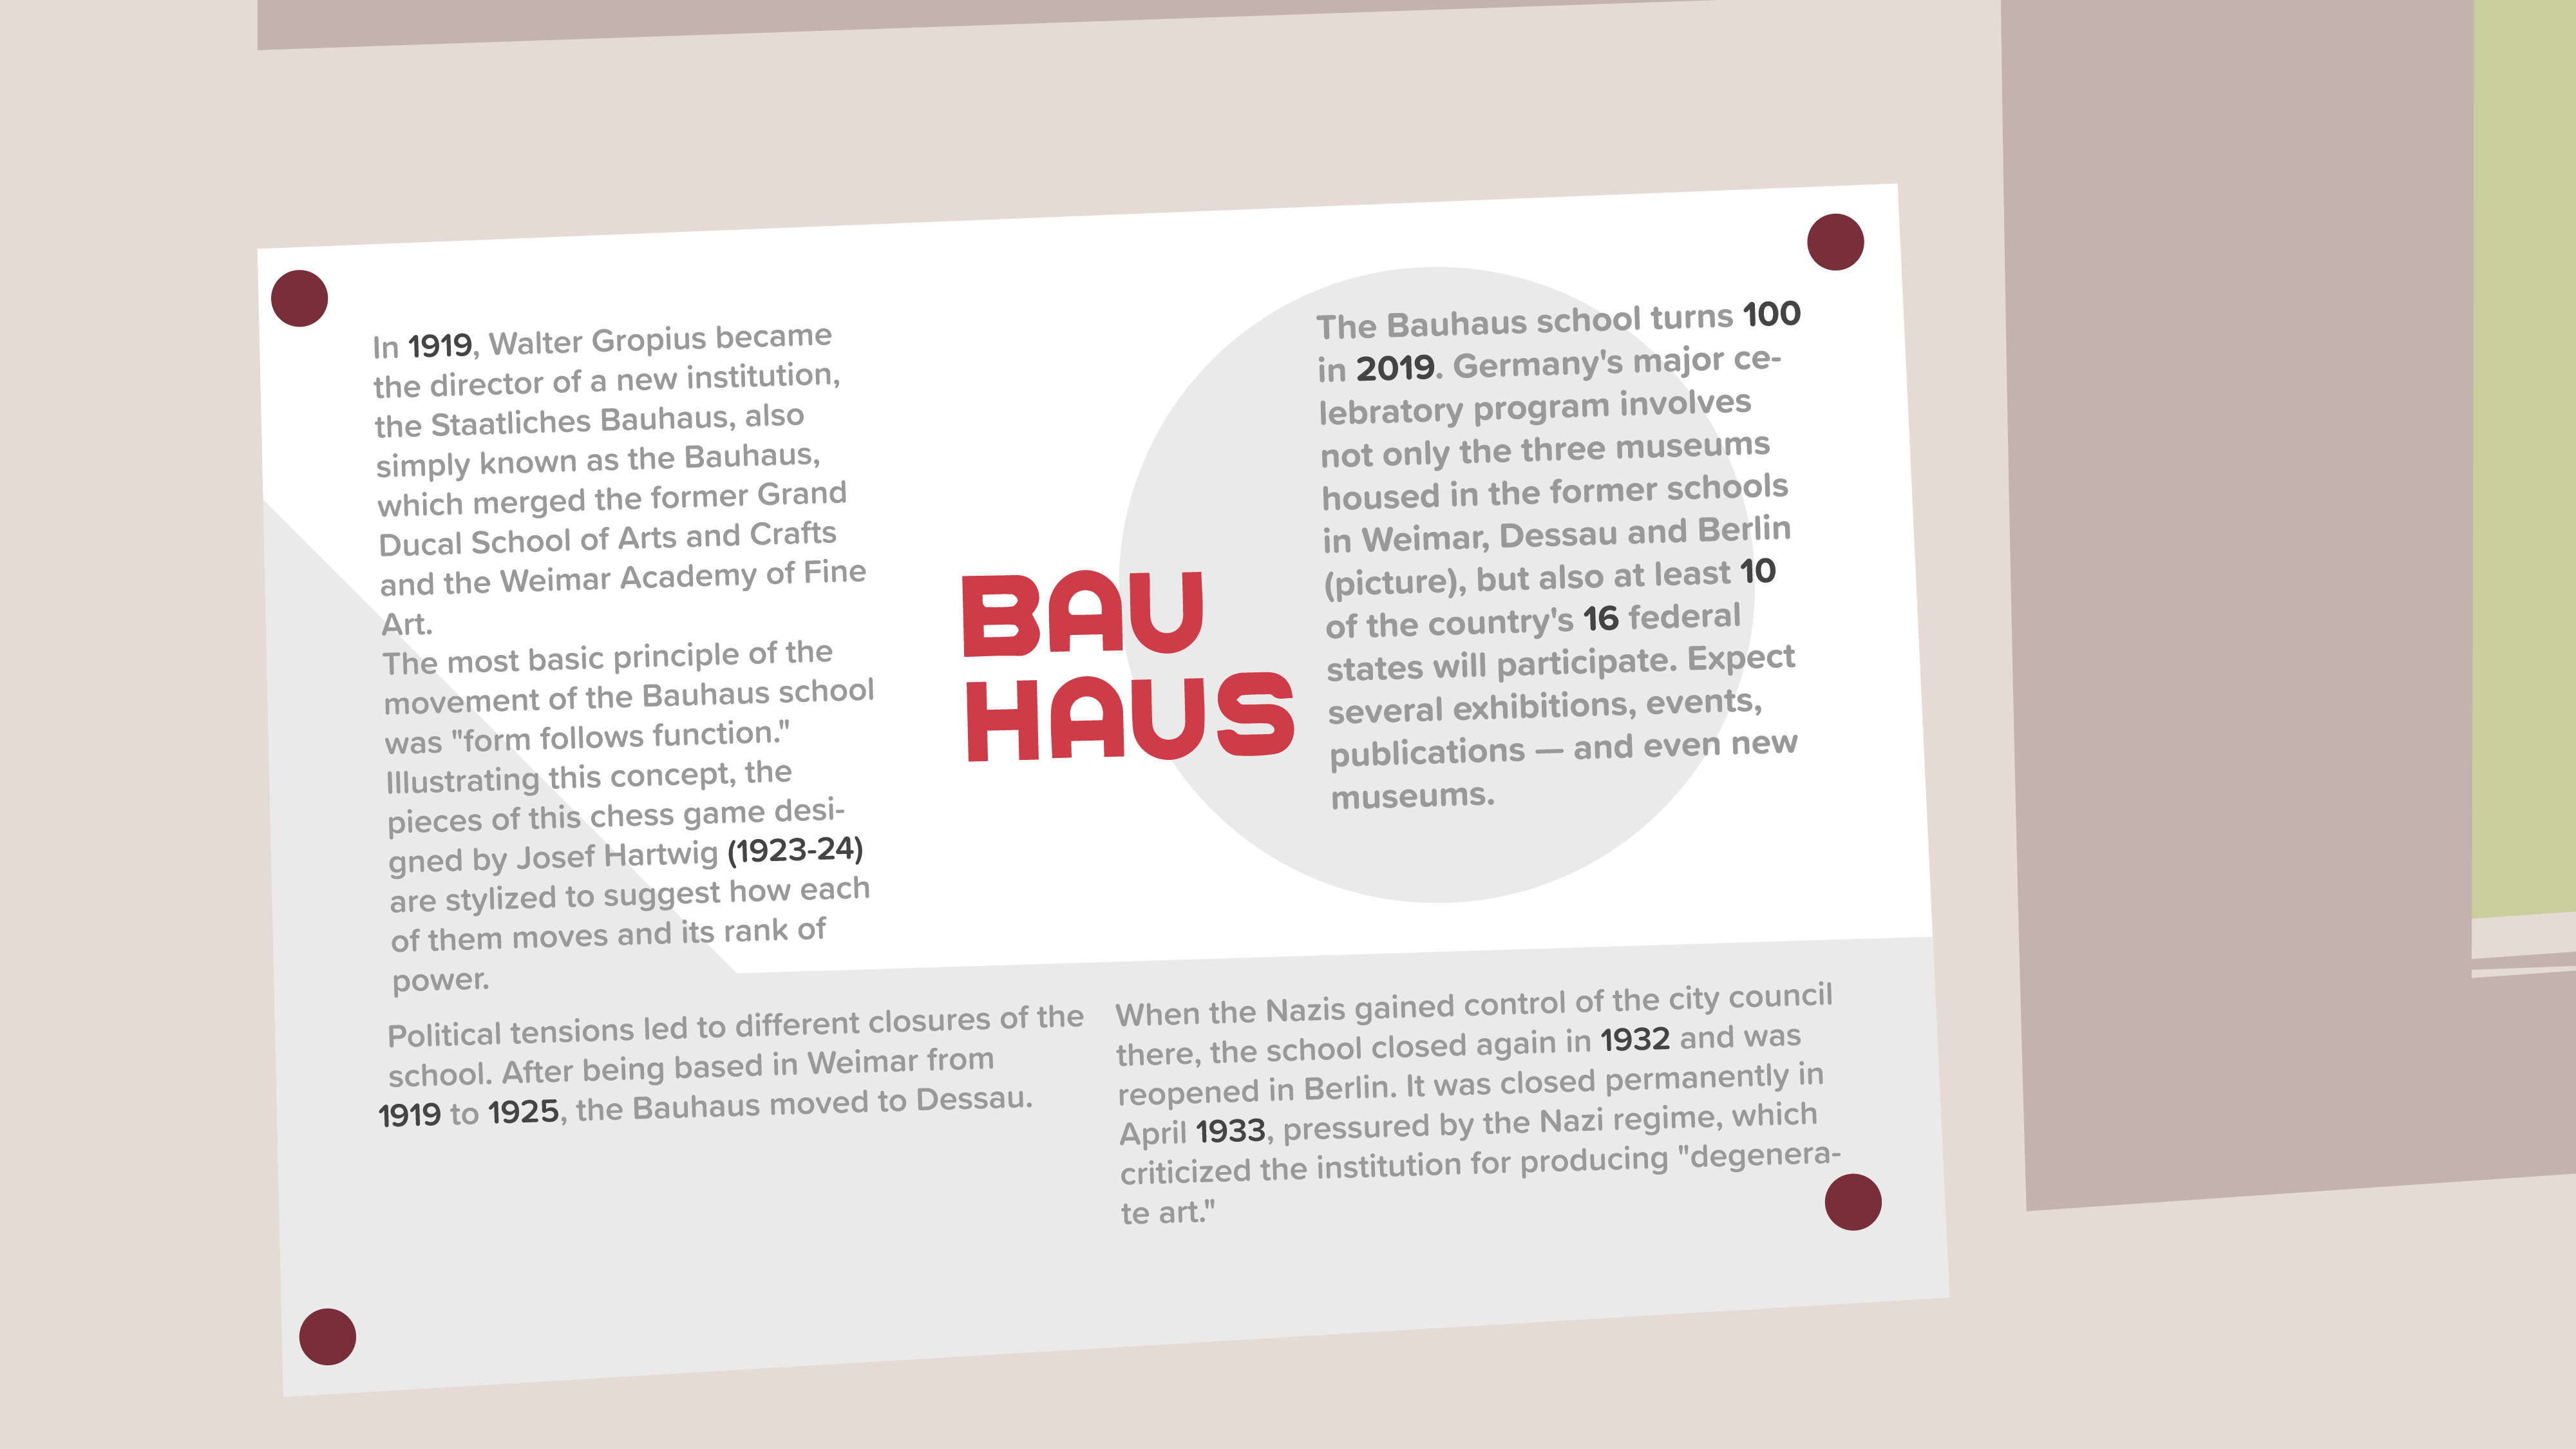 In 1919, Walter Gropius became
the director of a new institution,
the Staatliches Bauhaus, also
simply known as the Bauhaus,
which merged the former Grand
Ducal School of Arts and Crafts
and the Weimar Academy of Fine
Art.
The most basic principle of the
movement of the Bauhaus school
was "form follows function."
Illustrating this concept, the
pieces of this chess game desi-
gned by Josef Hartwig (1923-24)
are stylized to suggest how each
of them moves and its rank of
power.
BAU
HAUS
The Bauhaus school turns 100
in 2019. Germany's major ce-
lebratory program involves
not only the three museums
housed in the former schools
in Weimar, Dessau and Berlin
(picture), but also at least 10
of the country's 16 federal
states will participate. Expect
several exhibitions, events,
publications — and even new
museums.
Political tensions led to different closures of the
school. After being based in Weimar from
1919 to 1925, the Bauhaus moved to Dessau.
When the Nazis gained control of the city council
there, the school closed again in 1932 and was
reopened in Berlin. It was closed permanently in
April 1933, pressured by the Nazi regime, which
criticized the institution for producing "degenera-
te art."